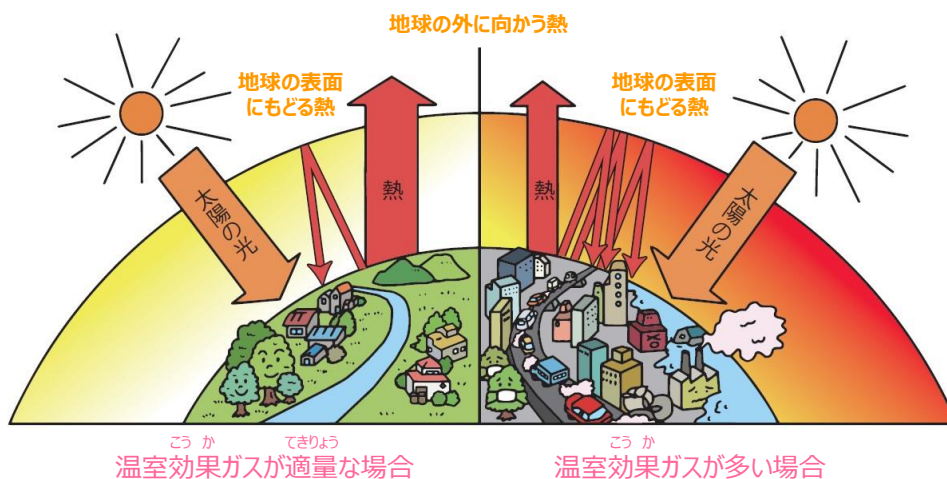 地球の外に向かう熱
地球の表面
にもどる熱
熱
太陽の光
地球の表面
にもどる熱
熱
太陽の光
こうか てきりょう
温室効果ガスが適量な場合
こうか
温室効果ガスが多い場合